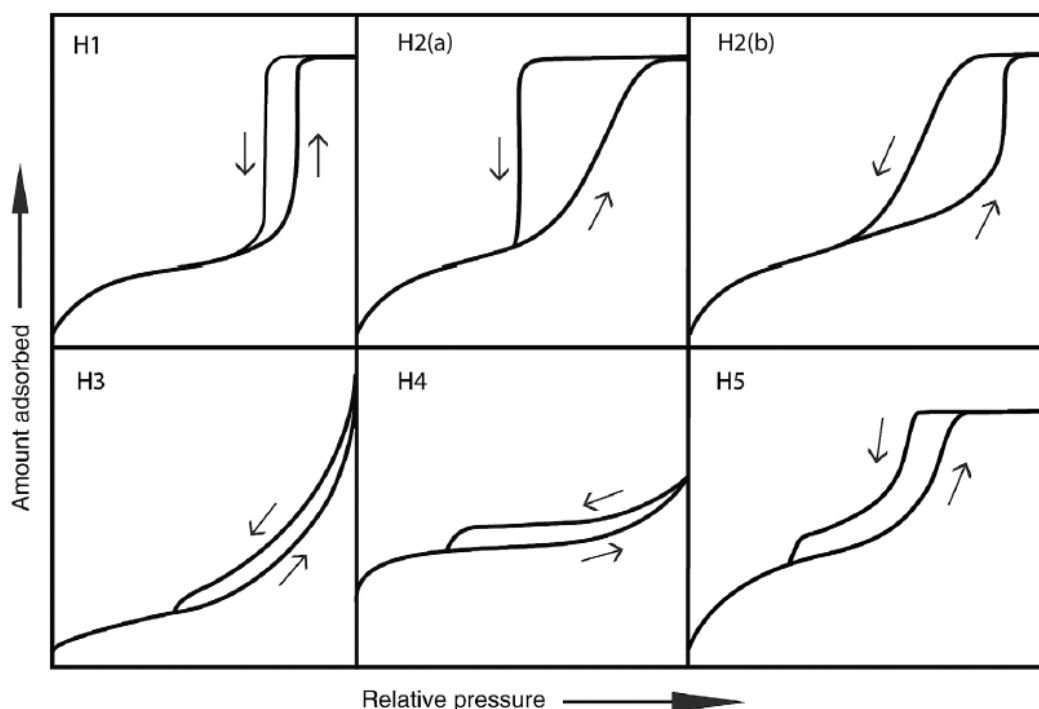 H1
H2(a)
H2(b)
H3
H4
H5
Amount adsorbed
Relative pressure